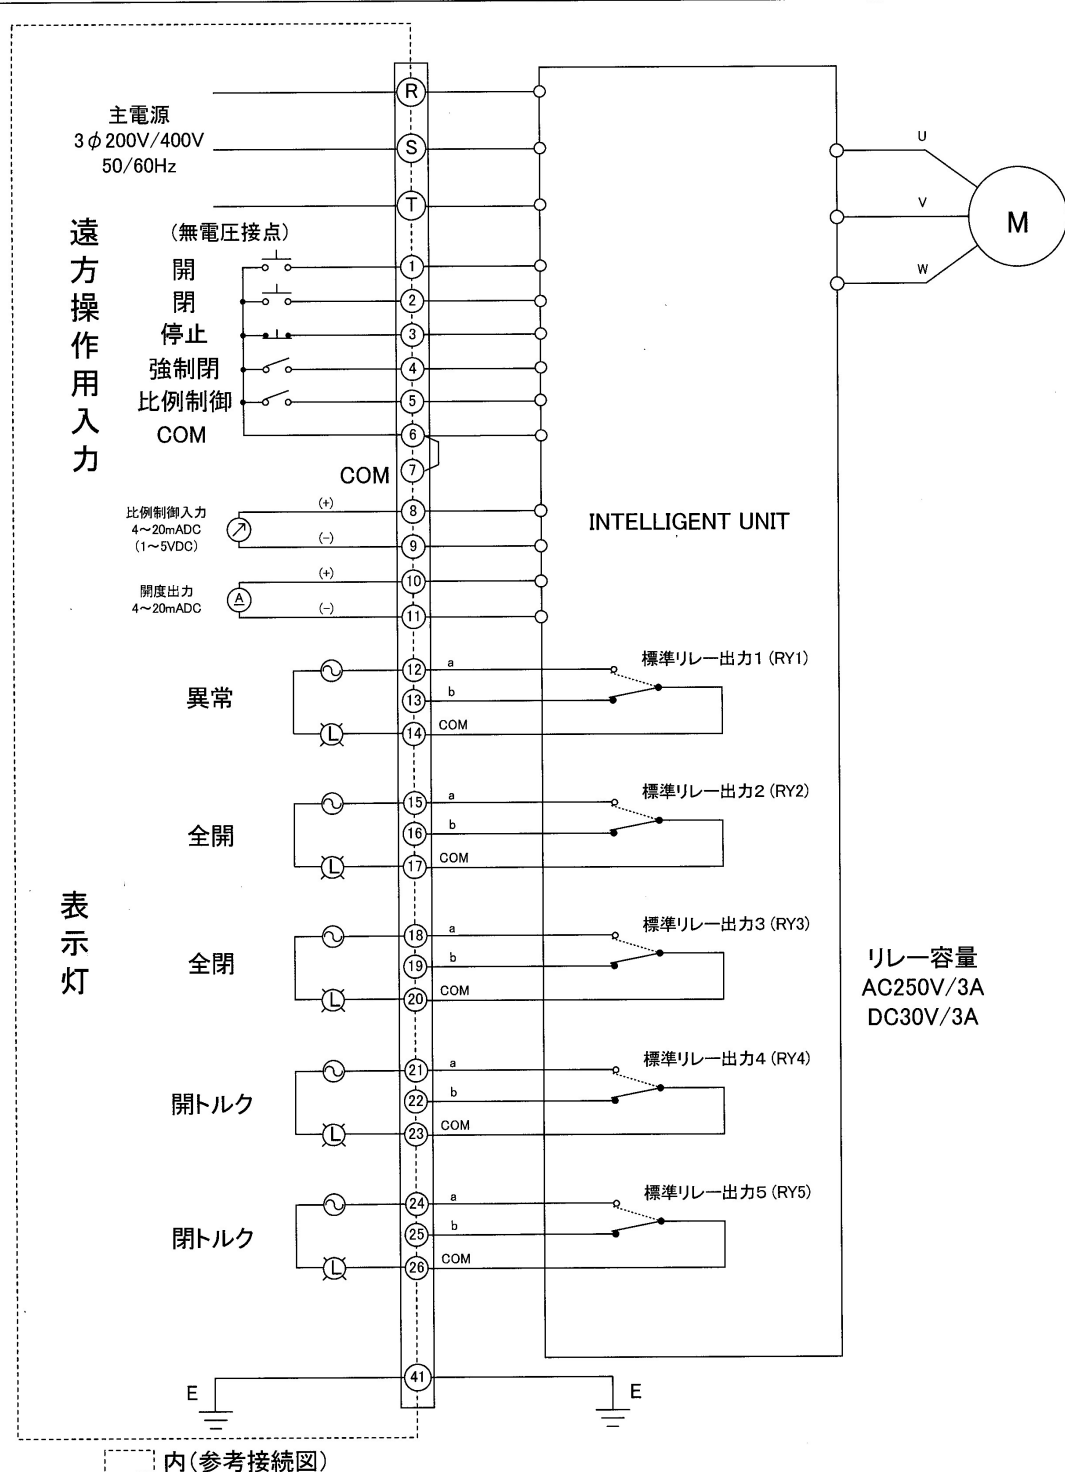 主電源
3φ200V/400V
50/60Hz
R
S
T
遠方操作用入力
(無電圧接点)
開
1
閉
2
停止
3
強制閉
4
比例制御
5
COM
6
COM
7
比例制御入力
4～20mADC
(1～5VDC)
(+)
8
(-)
9
開度出力
4～20mADC
A
(+)
10
(-)
11
INTELLIGENT UNIT
U
V
W
M
表示灯
異常
L
12
a
13
b
14
COM
標準リレー出力1(RY1)
全開
L
15
a
16
b
17
COM
標準リレー出力2(RY2)
全閉
L
18
a
19
b
20
COM
標準リレー出力3(RY3)
開トルク
L
21
a
22
b
23
COM
標準リレー出力4(RY4)
閉トルク
L
24
a
25
b
26
COM
標準リレー出力5(RY5)
リレー容量
AC250V/3A
DC30V/3A
E
41
E
内(参考接続図)